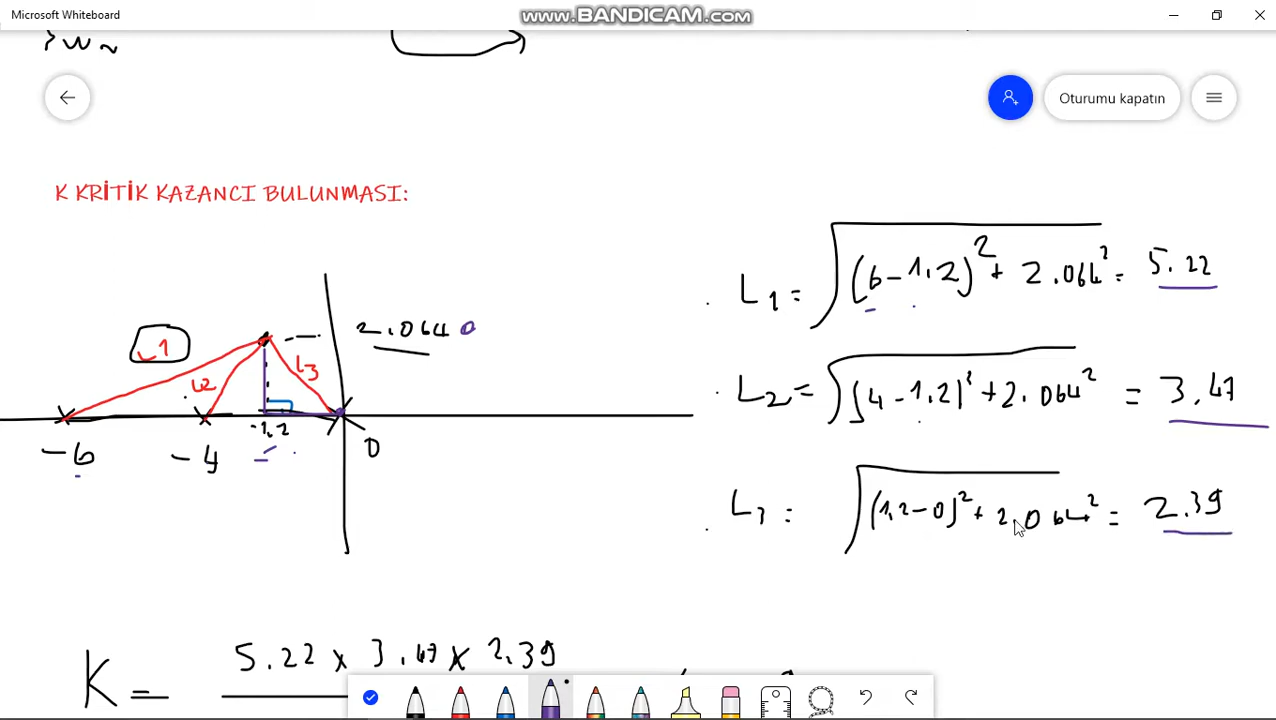 Microsoft Whiteboard
www.BANDICAM.com
Oturumu kapatın
K KRİTİK KAZANCI BULUNMASI:
L1 = √(6-1.2)² + 2.064² = 5.22
2.064
L1
L2
L3
L2 = √(4-1.2)² + 2.064² = 3.47
-6
-4
-1.2
0
L3 = √(1.2-0)² + 2.064² = 2.39
K = 5.22 x 3.47 x 2.39